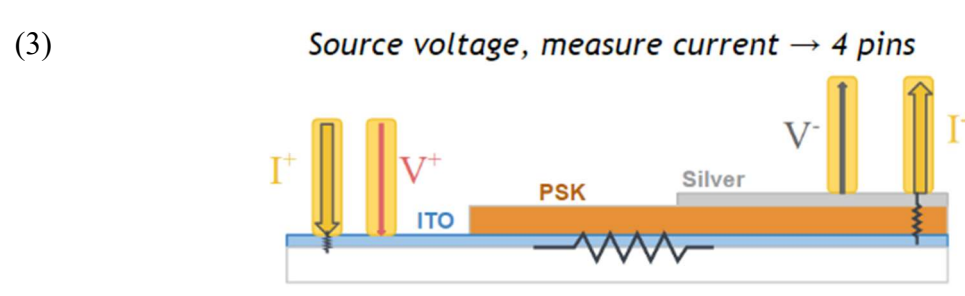 (3)
Source voltage, measure current → 4 pins
I⁺
V⁺
V⁻
I⁻
Silver
PSK
ITO